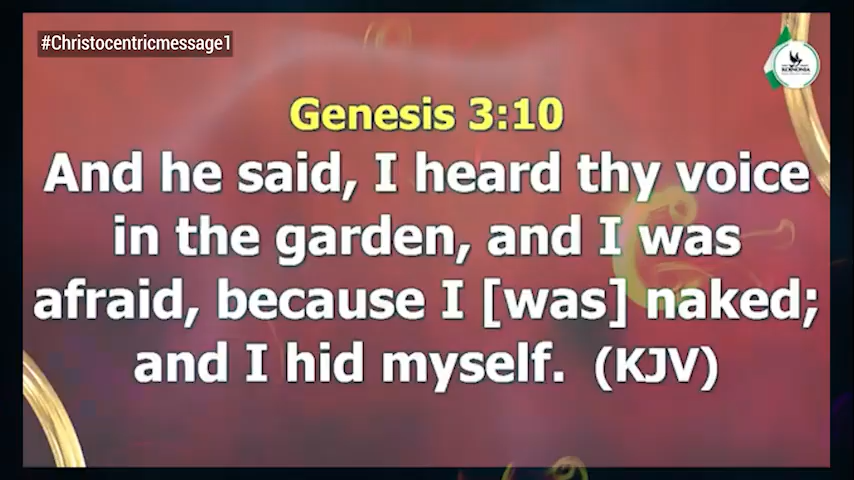 #Christocentricmessage1
KOINONIA
Genesis 3:10
And he said, I heard thy voice
in the garden, and I was
afraid, because I [was] naked;
and I hid myself. (KJV)